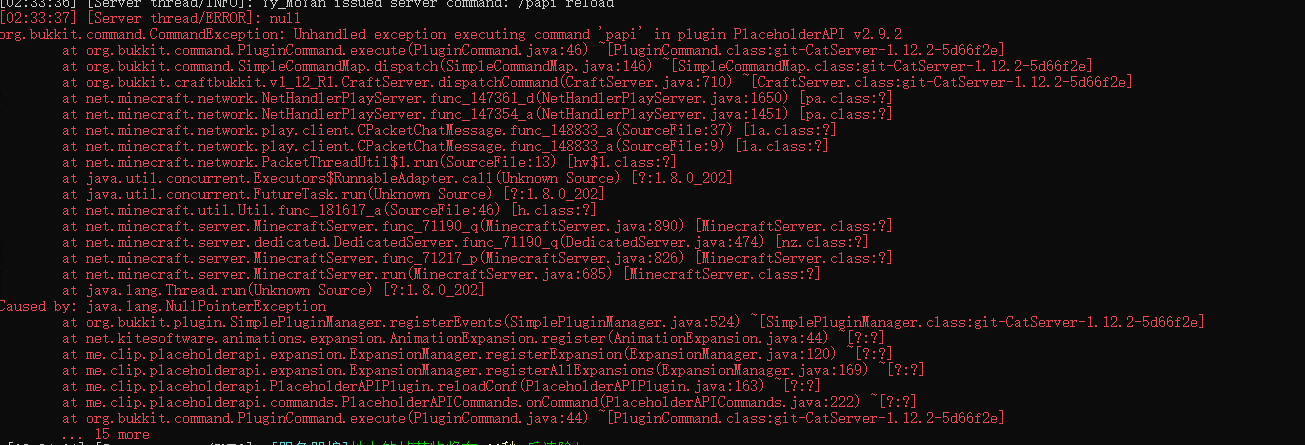 [02:33:36] [Server thread/INFO]: Yy_MoYan issued server command: /papi reload
[02:33:37] [Server thread/ERROR]: null
org.bukkit.command.CommandException: Unhandled exception executing command 'papi' in plugin PlaceholderAPI v2.9.2
at org.bukkit.command.PluginCommand.execute(PluginCommand.java:46) ~[PluginCommand.class:git-CatServer-1.12.2-5d66f2e]
at org.bukkit.command.SimpleCommandMap.dispatch(SimpleCommandMap.java:146) ~[SimpleCommandMap.class:git-CatServer-1.12.2-5d66f2e]
at org.bukkit.craftbukkit.v1_12_R1.CraftServer.dispatchCommand(CraftServer.java:710) ~[CraftServer.class:git-CatServer-1.12.2-5d66f2e]
at net.minecraft.network.NetHandlerPlayServer.func_147361_d(NetHandlerPlayServer.java:1650) [pa.class:?]
at net.minecraft.network.NetHandlerPlayServer.func_147354_a(NetHandlerPlayServer.java:1451) [pa.class:?]
at net.minecraft.network.play.client.CPacketChatMessage.func_148833_a(SourceFile:37) [la.class:?]
at net.minecraft.network.play.client.CPacketChatMessage.func_148833_a(SourceFile:9) [la.class:?]
at net.minecraft.network.PacketThreadUtil$1.run(SourceFile:13) [hv$1.class:?]
at java.util.concurrent.Executors$RunnableAdapter.call(Unknown Source) [?:1.8.0_202]
at java.util.concurrent.FutureTask.run(Unknown Source) [?:1.8.0_202]
at net.minecraft.util.Util.func_181617_a(SourceFile:46) [h.class:?]
at net.minecraft.server.MinecraftServer.func_71190_q(MinecraftServer.java:890) [MinecraftServer.class:?]
at net.minecraft.server.dedicated.DedicatedServer.func_71190_q(DedicatedServer.java:474) [nz.class:?]
at net.minecraft.server.MinecraftServer.func_71217_p(MinecraftServer.java:826) [MinecraftServer.class:?]
at net.minecraft.server.MinecraftServer.run(MinecraftServer.java:685) [MinecraftServer.class:?]
at java.lang.Thread.run(Unknown Source) [?:1.8.0_202]
Caused by: java.lang.NullPointerException
at org.bukkit.plugin.SimplePluginManager.registerEvents(SimplePluginManager.java:524) ~[SimplePluginManager.class:git-CatServer-1.12.2-5d66f2e]
at net.kitesoftware.animations.expansion.AnimationExpansion.register(AnimationExpansion.java:44) ~[?:?]
at me.clip.placeholderapi.expansion.ExpansionManager.registerExpansion(ExpansionManager.java:120) ~[?:?]
at me.clip.placeholderapi.expansion.ExpansionManager.registerAllExpansions(ExpansionManager.java:169) ~[?:?]
at me.clip.placeholderapi.PlaceholderAPIPlugin.reloadConf(PlaceholderAPIPlugin.java:163) ~[?:?]
at me.clip.placeholderapi.commands.PlaceholderAPICommands.onCommand(PlaceholderAPICommands.java:222) ~[?:?]
at org.bukkit.command.PluginCommand.execute(PluginCommand.java:44) ~[PluginCommand.class:git-CatServer-1.12.2-5d66f2e]
... 15 more